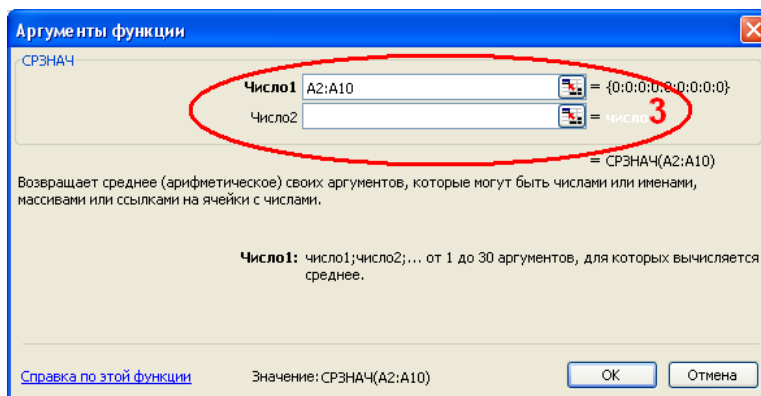 Аргументы функции
СРЗНАЧ
Число1 A2:A10 = {0:0:0:0:0:0:0:0:0}
Число2 = число 3
= СРЗНАЧ(A2:A10)
Возвращает среднее (арифметическое) своих аргументов, которые могут быть числами или именами,
массивами или ссылками на ячейки с числами.
Число1: число1;число2;... от 1 до 30 аргументов, для которых вычисляется
среднее.
Справка по этой функции Значение:СРЗНАЧ(A2:A10) ОК Отмена